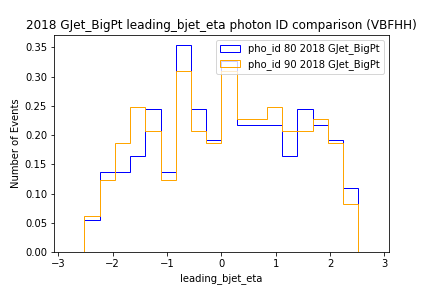 2018 GJet_BigPt leading_bjet_eta photon ID comparison (VBFHH)
pho_id 80 2018 GJet_BigPt
pho_id 90 2018 GJet_BigPt
Number of Events
0.35
0.30
0.25
0.20
0.15
0.10
0.05
0.00
−3 −2 −1 0 1 2 3
leading_bjet_eta